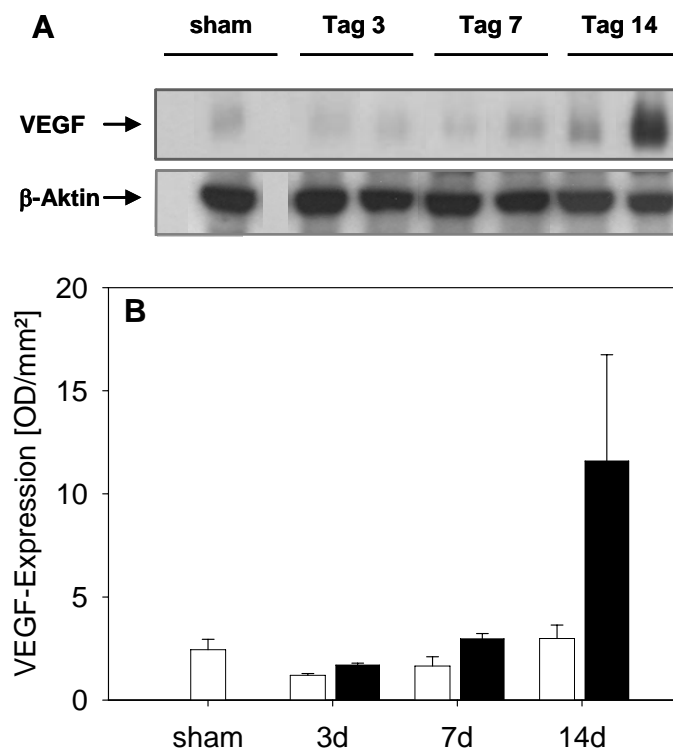 A
sham Tag 3 Tag 7 Tag 14
VEGF
β-Aktin
B
VEGF-Expression [OD/mm²]
20
15
10
5
0
sham 3d 7d 14d